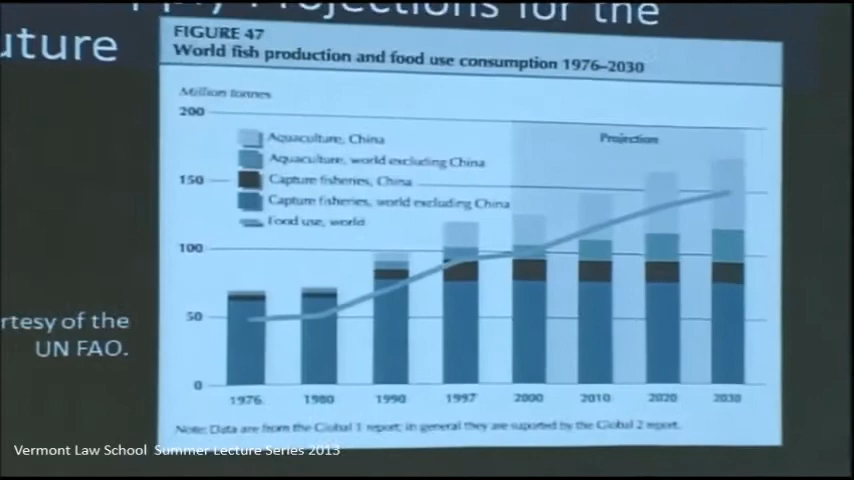 Projections for the
uture
FIGURE 47
World fish production and food use consumption 1976–2030
Million tonnes
200
150
100
50
0
Aquaculture, China
Aquaculture, world excluding China
Capture fisheries, China
Capture fisheries, world excluding China
Food use, world
Projection
1976 1980 1990 1997 2000 2010 2020 2030
Note: Data are from the Global 1 report; in general they are suported by the Global 2 report.
rtesy of the
UN FAO.
Vermont Law School Summer Lecture Series 2013